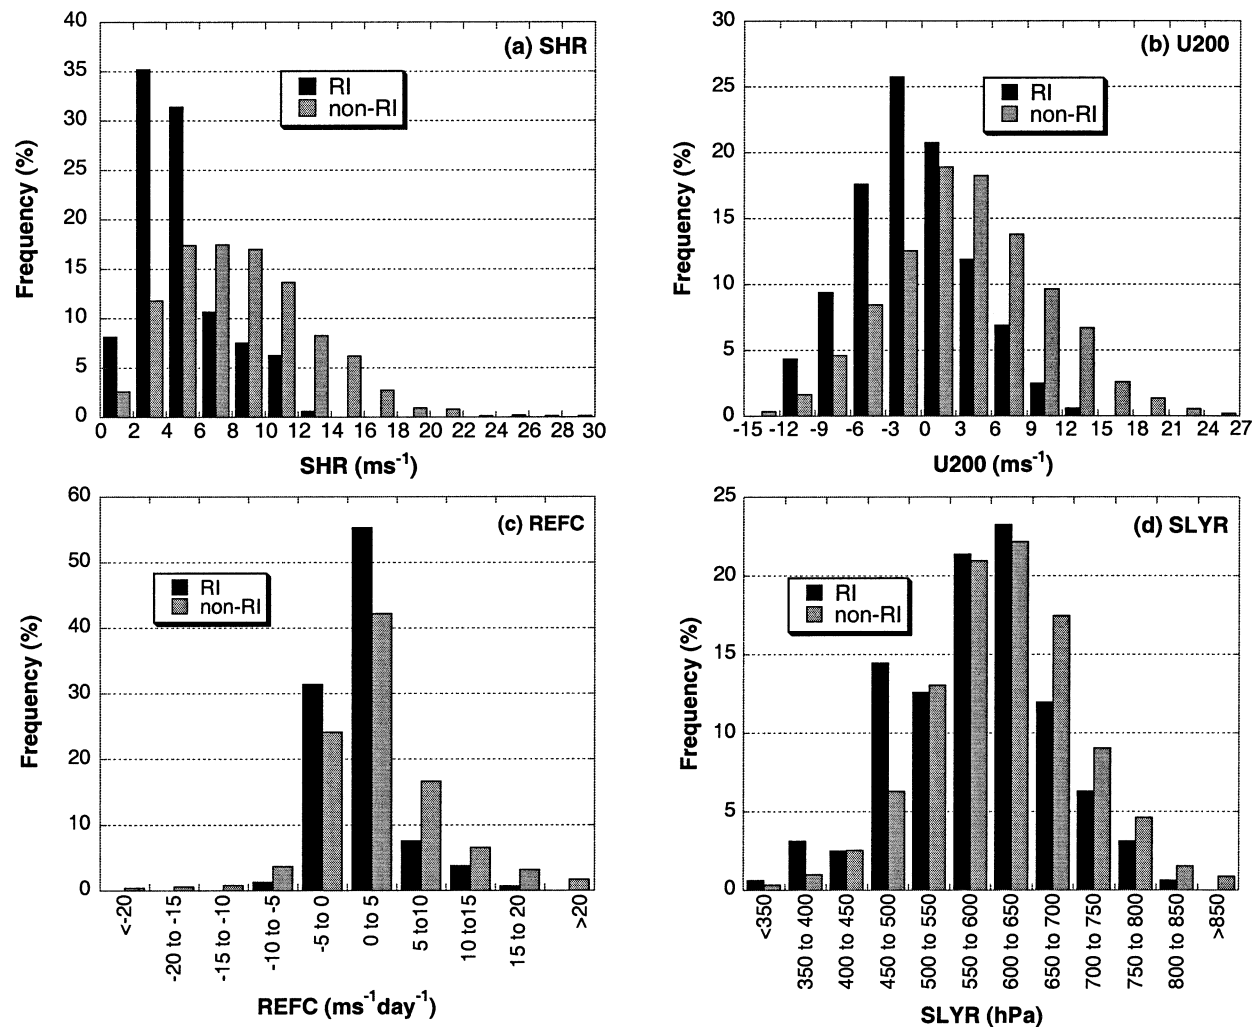 (a) SHR
RI
non-RI
Frequency (%)
40
35
30
25
20
15
10
5
0
0 2 4 6 8 10 12 14 16 18 20 22 24 26 28 30
SHR (ms⁻¹)
(b) U200
RI
non-RI
Frequency (%)
30
25
20
15
10
5
0
-15 -12 -9 -6 -3 0 3 6 9 12 15 18 21 24 27
U200 (ms⁻¹)
(c) REFC
RI
non-RI
Frequency (%)
60
50
40
30
20
10
0
<-20
-20 to -15
-15 to -10
-10 to -5
-5 to 0
0 to 5
5 to10
10 to15
15 to 20
>20
REFC (ms⁻¹day⁻¹)
(d) SLYR
RI
non-RI
Frequency (%)
25
20
15
10
5
0
<350
350 to 400
400 to 450
450 to 500
500 to 550
550 to 600
600 to 650
650 to 700
700 to 750
750 to 800
800 to 850
>850
SLYR (hPa)